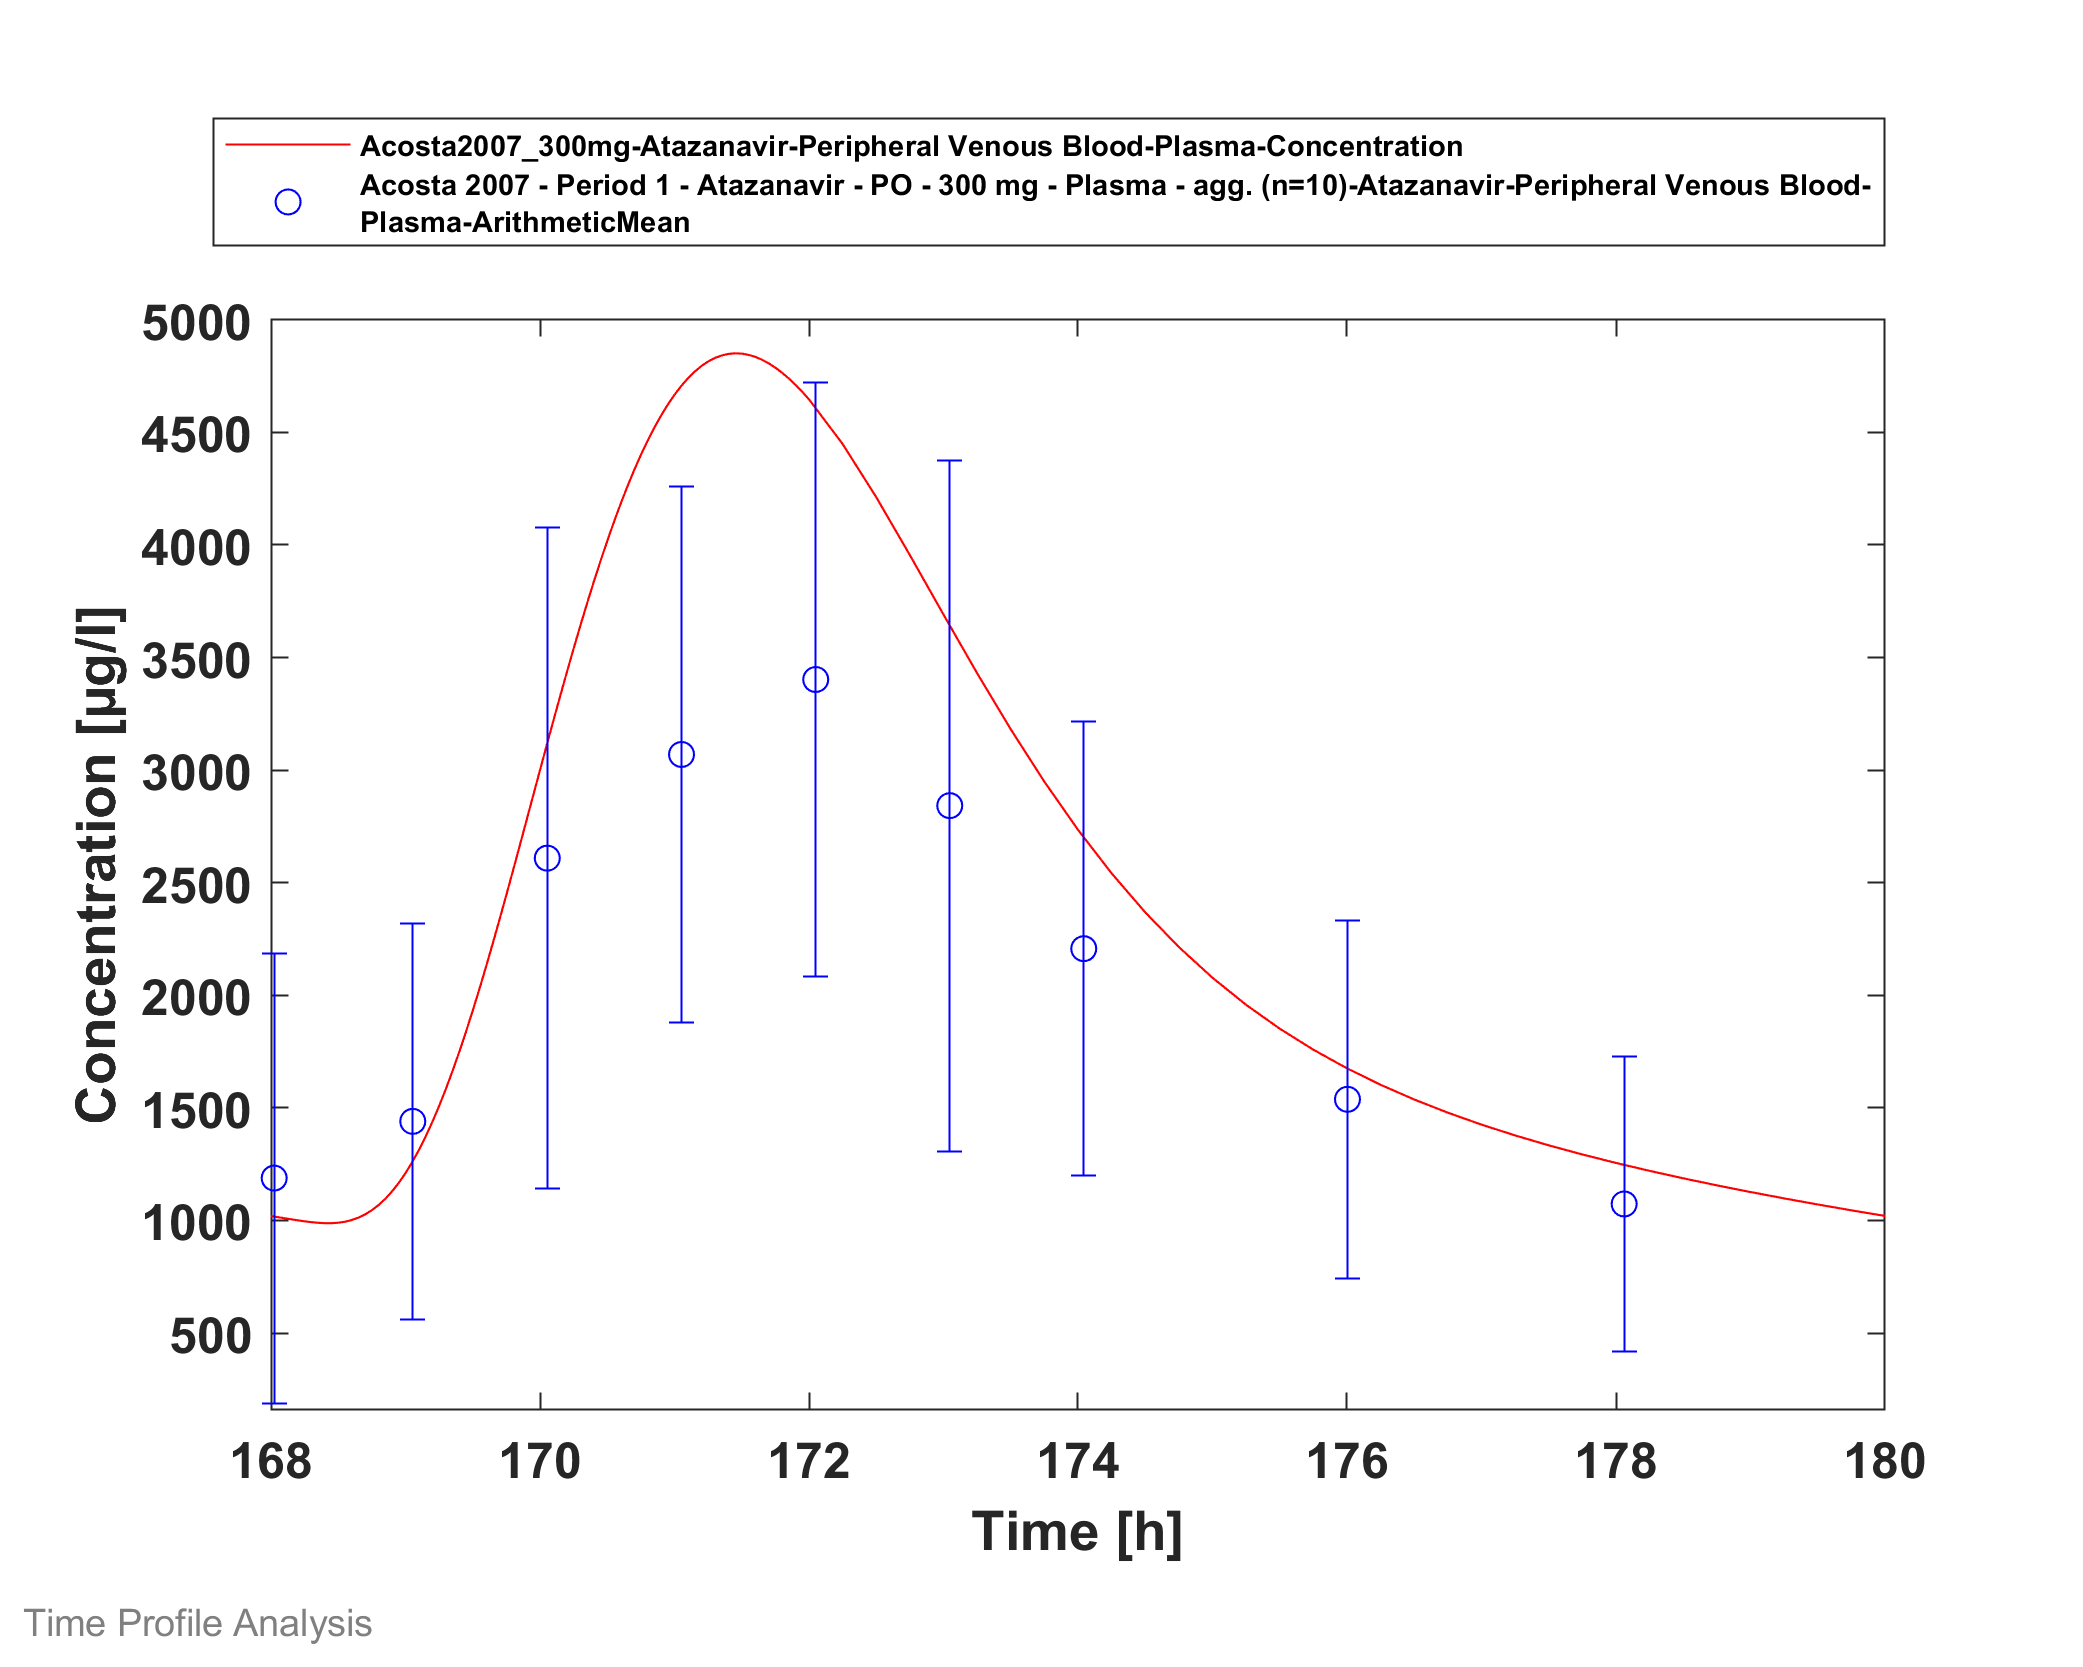 Acosta2007_300mg-Atazanavir-Peripheral Venous Blood-Plasma-Concentration
Acosta 2007 - Period 1 - Atazanavir - PO - 300 mg - Plasma - agg. (n=10)-Atazanavir-Peripheral Venous Blood-
Plasma-ArithmeticMean
5000
4500
4000
3500
3000
2500
2000
1500
1000
500
Concentration [µg/l]
168 170 172 174 176 178 180
Time [h]
Time Profile Analysis